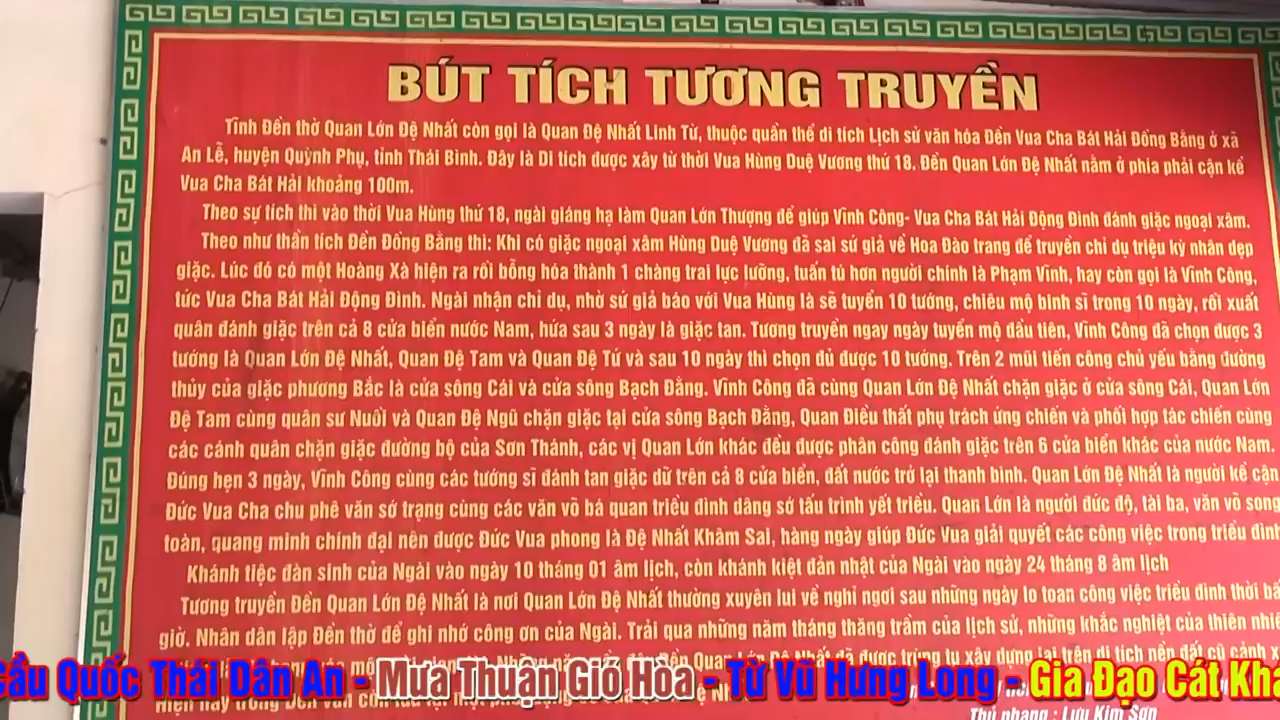 BÚT TÍCH TƯƠNG TRUYỀN
Tĩnh Đền thờ Quan Lớn Đệ Nhất còn gọi là Quan Đệ Nhất Linh Từ, thuộc quần thể di tích Lịch sử văn hóa Đền Vua Cha Bát Hải Đồng Bằng ở xã
An Lễ, huyện Quỳnh Phụ, tỉnh Thái Bình. Đây là Di tích được xây từ thời Vua Hùng Duệ Vương thứ 18. Đền Quan Lớn Đệ Nhất nằm ở phía phải cận kề
Vua Cha Bát Hải khoảng 100m.
Theo sự tích thì vào thời Vua Hùng thứ 18, ngài giáng hạ làm Quan Lớn Thượng để giúp Vĩnh Công- Vua Cha Bát Hải Động Đình đánh giặc ngoại xâm.
Theo như thần tích Đền Đồng Bằng thì: Khi có giặc ngoại xâm Hùng Duệ Vương đã sai sứ giả về Hoa Đào trang để truyền chỉ dụ triệu kỳ nhân dẹp
giặc. Lúc đó có một Hoàng Xà hiện ra rồi bỗng hóa thành 1 chàng trai lực lưỡng, tuấn tú hơn người chính là Phạm Vĩnh, hay còn gọi là Vĩnh Công,
tức Vua Cha Bát Hải Động Đình. Ngài nhận chỉ dụ, nhờ sứ giả báo với Vua Hùng là sẽ tuyển 10 tướng, chiêu mộ binh sĩ trong 10 ngày, rồi xuất
quân đánh giặc trên cả 8 cửa biển nước Nam, hứa sau 3 ngày là giặc tan. Tương truyền ngay ngày tuyển mộ đầu tiên, Vĩnh Công đã chọn được 3
tướng là Quan Lớn Đệ Nhất, Quan Đệ Tam và Quan Đệ Tứ và sau 10 ngày thì chọn đủ được 10 tướng. Trên 2 mũi tiến công chủ yếu bằng đường
thủy của giặc phương Bắc là cửa sông Cái và cửa sông Bạch Đằng. Vĩnh Công đã cùng Quan Lớn Đệ Nhất chặn giặc ở cửa sông Cái, Quan Lớn
Đệ Tam cùng quân sư Nuồi và Quan Đệ Ngũ chặn giặc tại cửa sông Bạch Đằng, Quan Điều thất phụ trách ứng chiến và phối hợp tác chiến cùng
các cánh quân chặn giặc đường bộ của Sơn Thánh, các vị Quan Lớn khác đều được phân công đánh giặc trên 6 cửa biển khác của nước Nam.
Đúng hẹn 3 ngày, Vĩnh Công cùng các tướng sĩ đánh tan giặc dữ trên cả 8 cửa biển, đất nước trở lại thanh bình. Quan Lớn Đệ Nhất là người kề cận
Đức Vua Cha chu phê văn sớ trạng cùng các văn võ bá quan triều đình dâng sớ tấu trình yết triều. Quan Lớn là người đức độ, tài ba, văn võ song
toàn, quang minh chính đại nên được Đức Vua phong là Đệ Nhất Khâm Sai, hàng ngày giúp Đức Vua giải quyết các công việc trong triều đình
Khánh tiệc đản sinh của Ngài vào ngày 10 tháng 01 âm lịch, còn khánh kiệt đản nhật của Ngài vào ngày 24 tháng 8 âm lịch
Tương truyền Đền Quan Lớn Đệ Nhất là nơi Quan Lớn Đệ Nhất thường xuyên lui về nghỉ ngơi sau những ngày lo toan công việc triều đình thời bấ
giờ. Nhân dân lập Đền thờ để ghi nhớ công ơn của Ngài. Trải qua những năm tháng thăng trầm của lịch sử, những khắc nghiệt của thiên nhiê
Quan Lớn Đệ Nhất đã được trùng tu xây dựng lại trên di tích nền đất cũ cảnh x
Cầu Quốc Thái Dân An - Mưa Thuận Gió Hòa - Từ Vũ Hưng Long - Gia Đạo Cát Kha
Hiện nay trong Đền vẫn còn
Thủ nhang : Lưu Kim Sơn